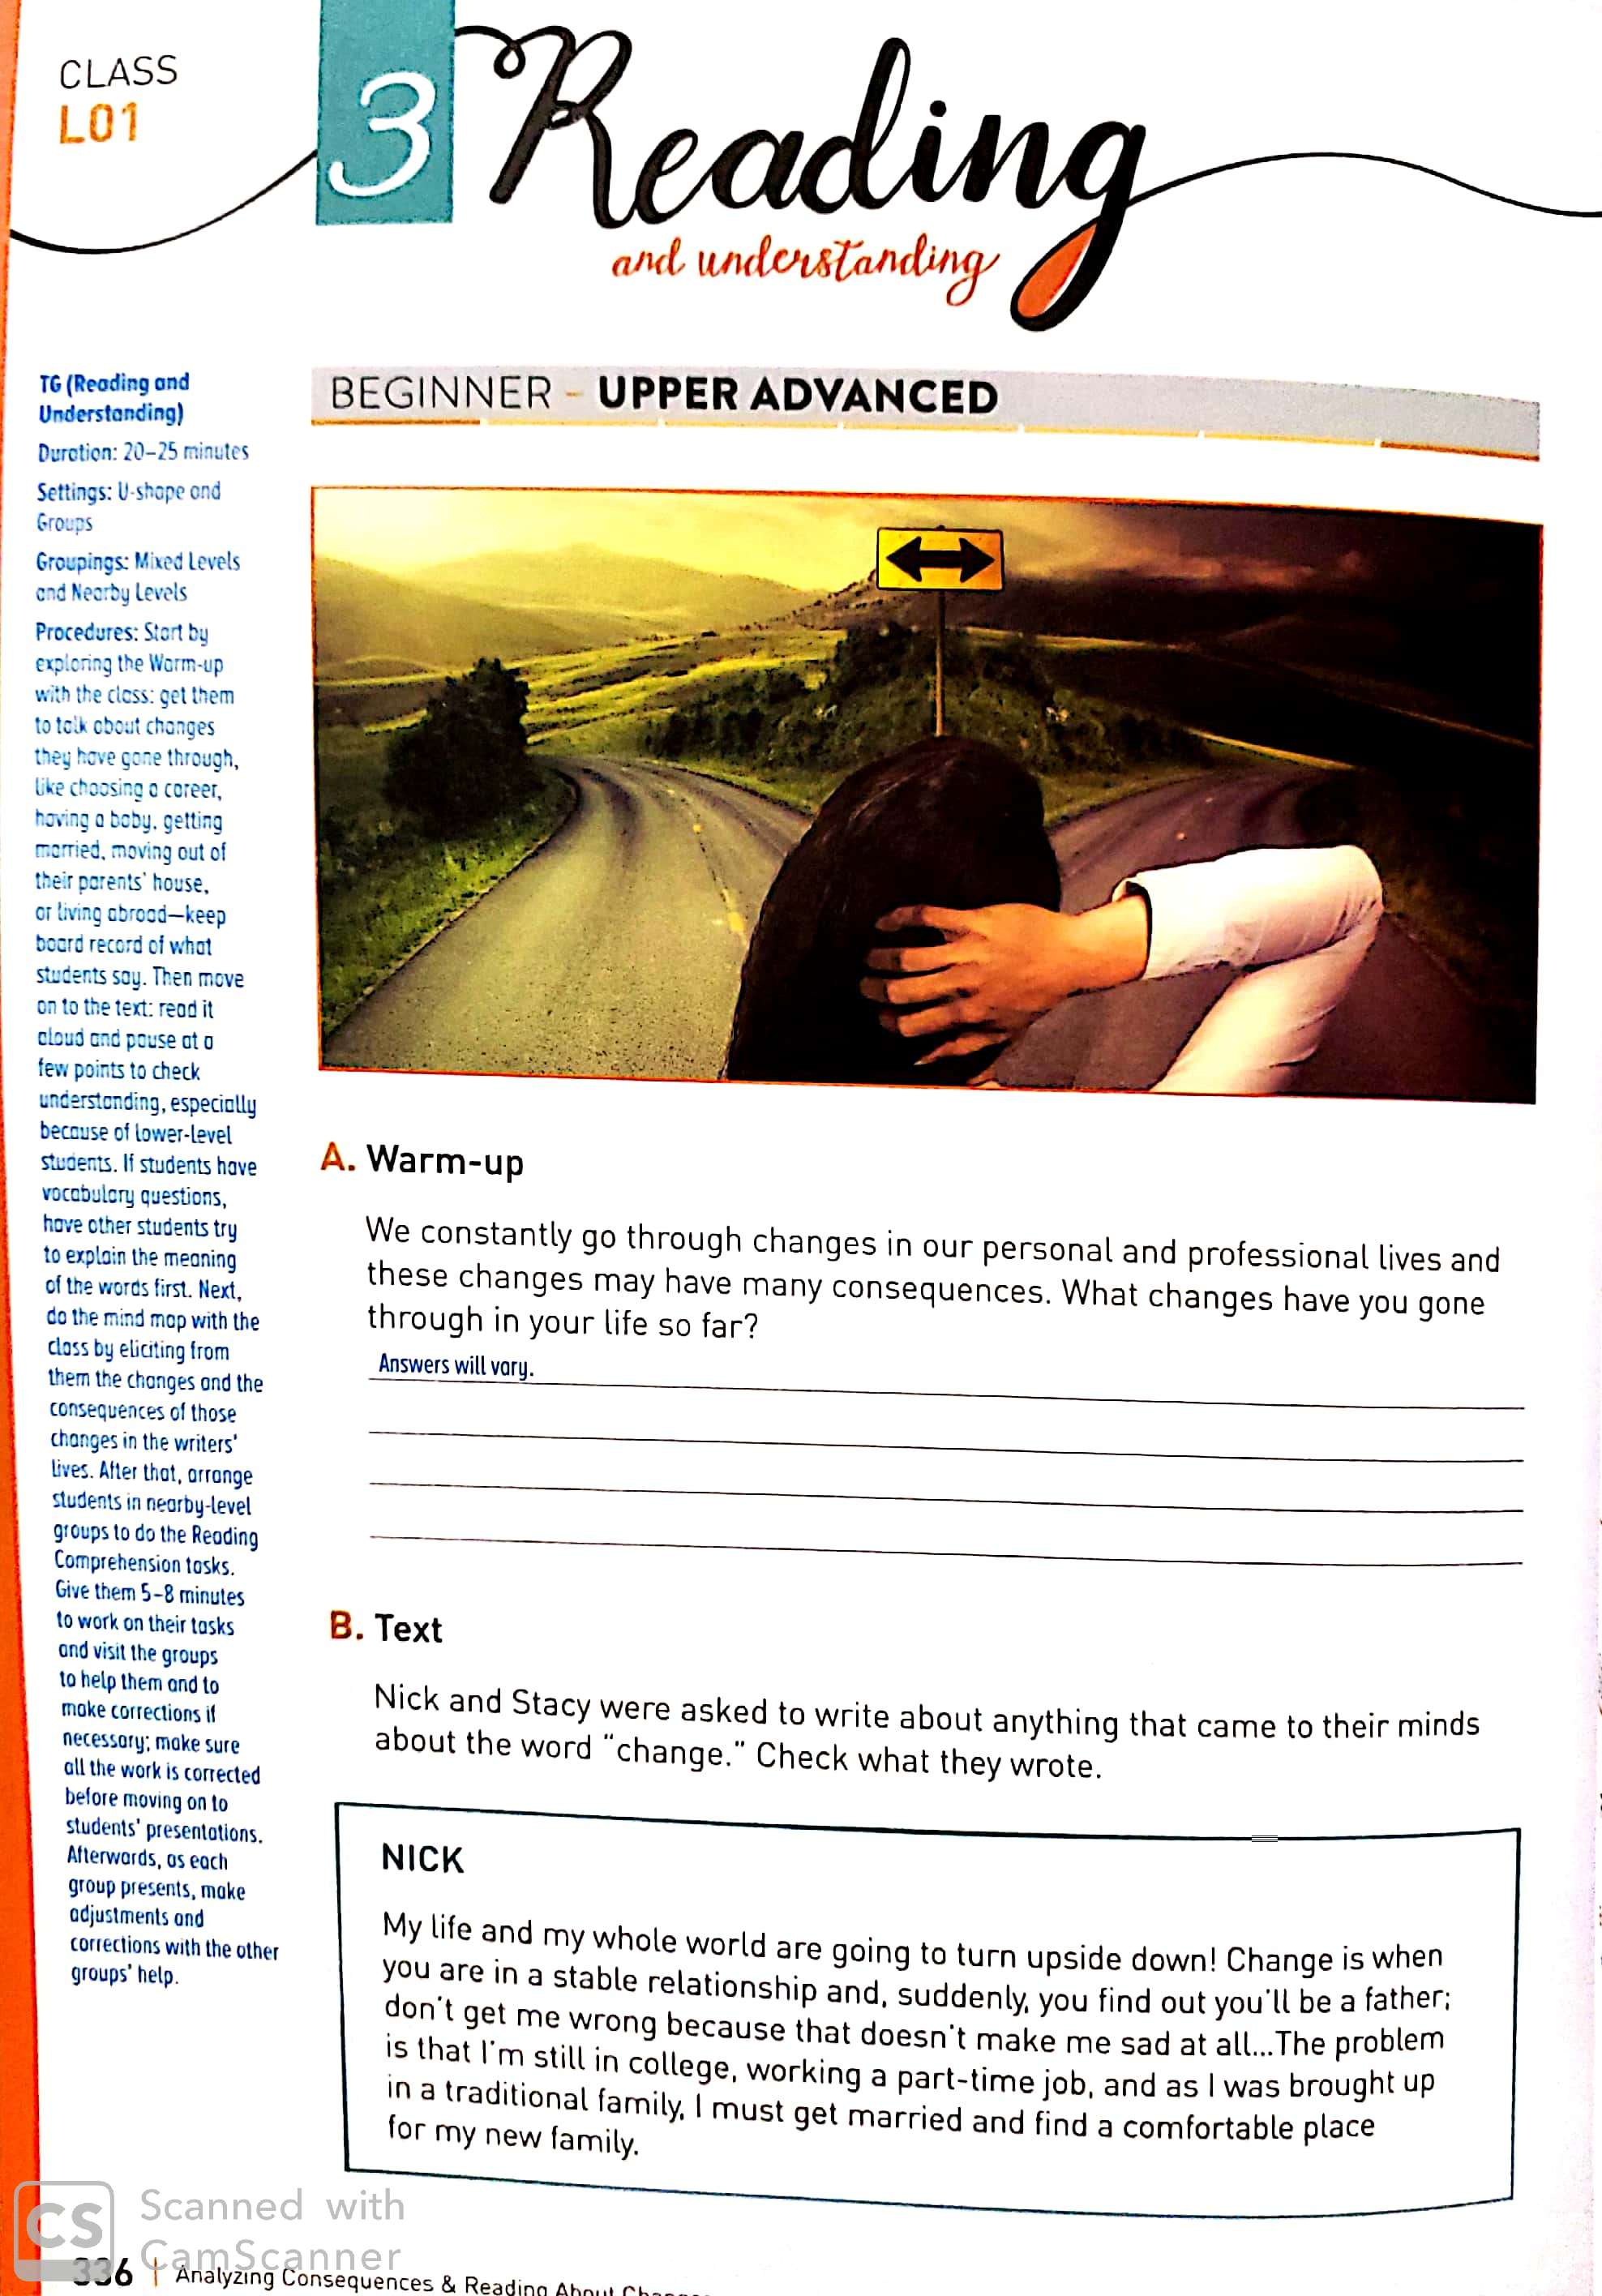 CLASS
L01
3 Reading
and understanding
TG (Reading and
Understanding)
Duration: 20–25 minutes
Settings: U-shape and
Groups
Groupings: Mixed Levels
and Nearby Levels
Procedures: Start by
exploring the Warm-up
with the class: get them
to talk about changes
they have gone through,
like choosing a career,
having a baby, getting
married, moving out of
their parents' house,
or living abroad—keep
board record of what
students say. Then move
on to the text: read it
aloud and pause at a
few points to check
understanding, especially
because of lower-level
students. If students have
vocabulary questions,
have other students try
to explain the meaning
of the words first. Next,
do the mind map with the
class by eliciting from
them the changes and the
consequences of those
changes in the writers'
lives. After that, arrange
students in nearby-level
groups to do the Reading
Comprehension tasks.
Give them 5–8 minutes
to work on their tasks
and visit the groups
to help them and to
make corrections if
necessary; make sure
all the work is corrected
before moving on to
students' presentations.
Afterwards, as each
group presents, make
adjustments and
corrections with the other
groups' help.
BEGINNER - UPPER ADVANCED
A. Warm-up
We constantly go through changes in our personal and professional lives and
these changes may have many consequences. What changes have you gone
through in your life so far?
Answers will vary.
B. Text
Nick and Stacy were asked to write about anything that came to their minds
about the word "change." Check what they wrote.
NICK
My life and my whole world are going to turn upside down! Change is when
you are in a stable relationship and, suddenly, you find out you'll be a father;
don't get me wrong because that doesn't make me sad at all...The problem
is that I'm still in college, working a part-time job, and as I was brought up
in a traditional family, I must get married and find a comfortable place
for my new family.
CS Scanned with
CamScanner
336 | Analyzing Consequences & Reading About